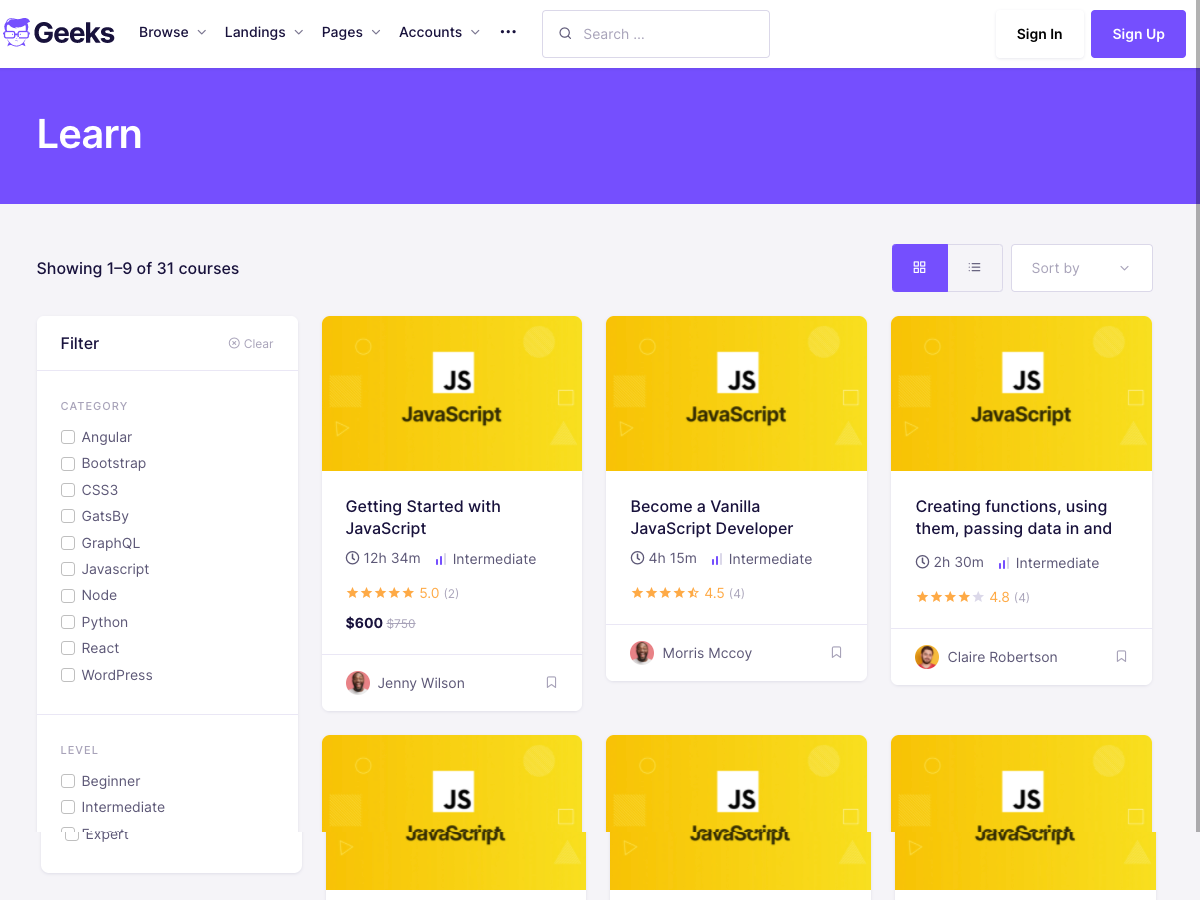 Geeks
Browse
Landings
Pages
Accounts
Search ...
Sign In
Sign Up
Learn
Showing 1–9 of 31 courses
Sort by
Filter
Clear
CATEGORY
Angular
Bootstrap
CSS3
GatsBy
GraphQL
Javascript
Node
Python
React
WordPress
LEVEL
Beginner
Intermediate
Expert
JS
JavaScript
Getting Started with
JavaScript
12h 34m Intermediate
5.0 (2)
$600 $750
Jenny Wilson
JS
JavaScript
Become a Vanilla
JavaScript Developer
4h 15m Intermediate
4.5 (4)
Morris Mccoy
JS
JavaScript
Creating functions, using
them, passing data in and
2h 30m Intermediate
4.8 (4)
Claire Robertson
JS
JavaScript
JS
JavaScript
JS
JavaScript